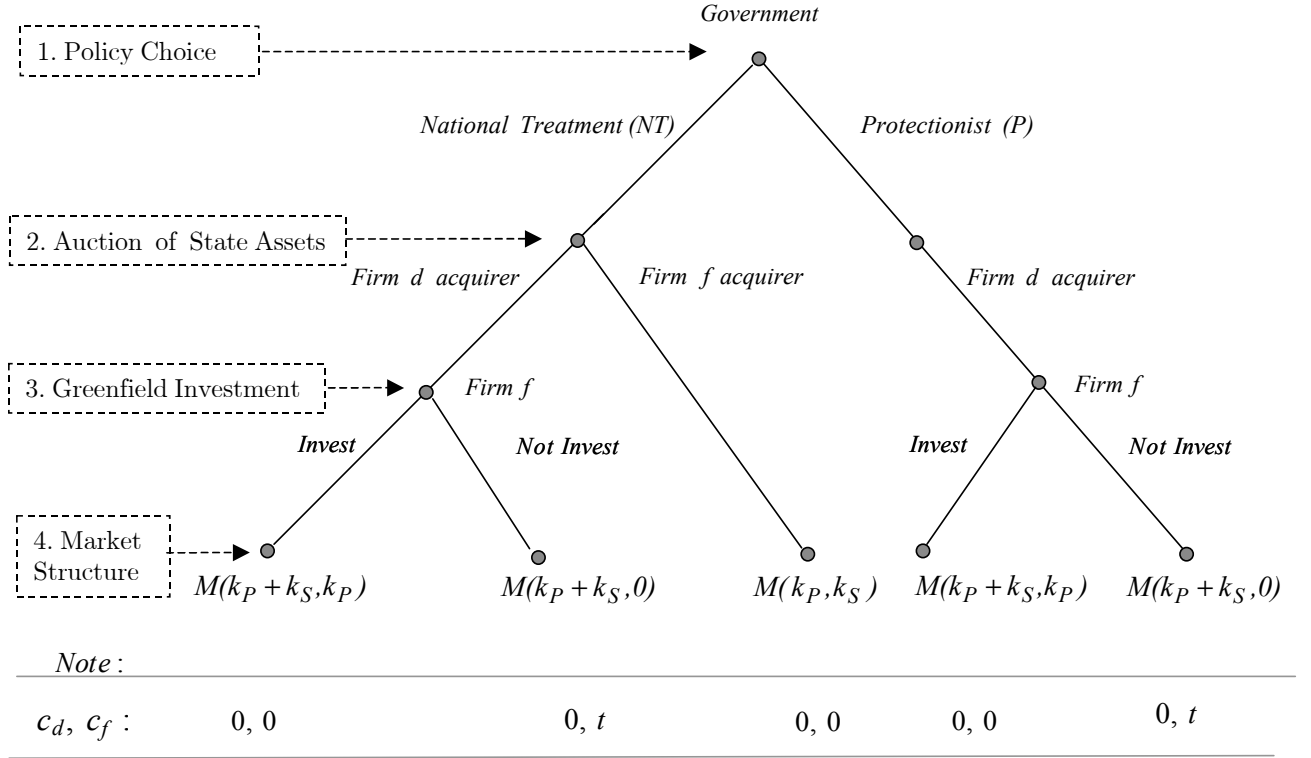 Government
1. Policy Choice
National Treatment (NT)
Protectionist (P)
2. Auction of State Assets
Firm d acquirer
Firm f acquirer
Firm d acquirer
3. Greenfield Investment
Firm f
Firm f
Invest
Not Invest
Invest
Not Invest
4. Market
Structure
M(k_P + k_S, k_P)
M(k_P + k_S, 0)
M(k_P, k_S)
M(k_P + k_S, k_P)
M(k_P + k_S, 0)
Note :
c_d, c_f : 0, 0 0, t 0, 0 0, 0 0, t